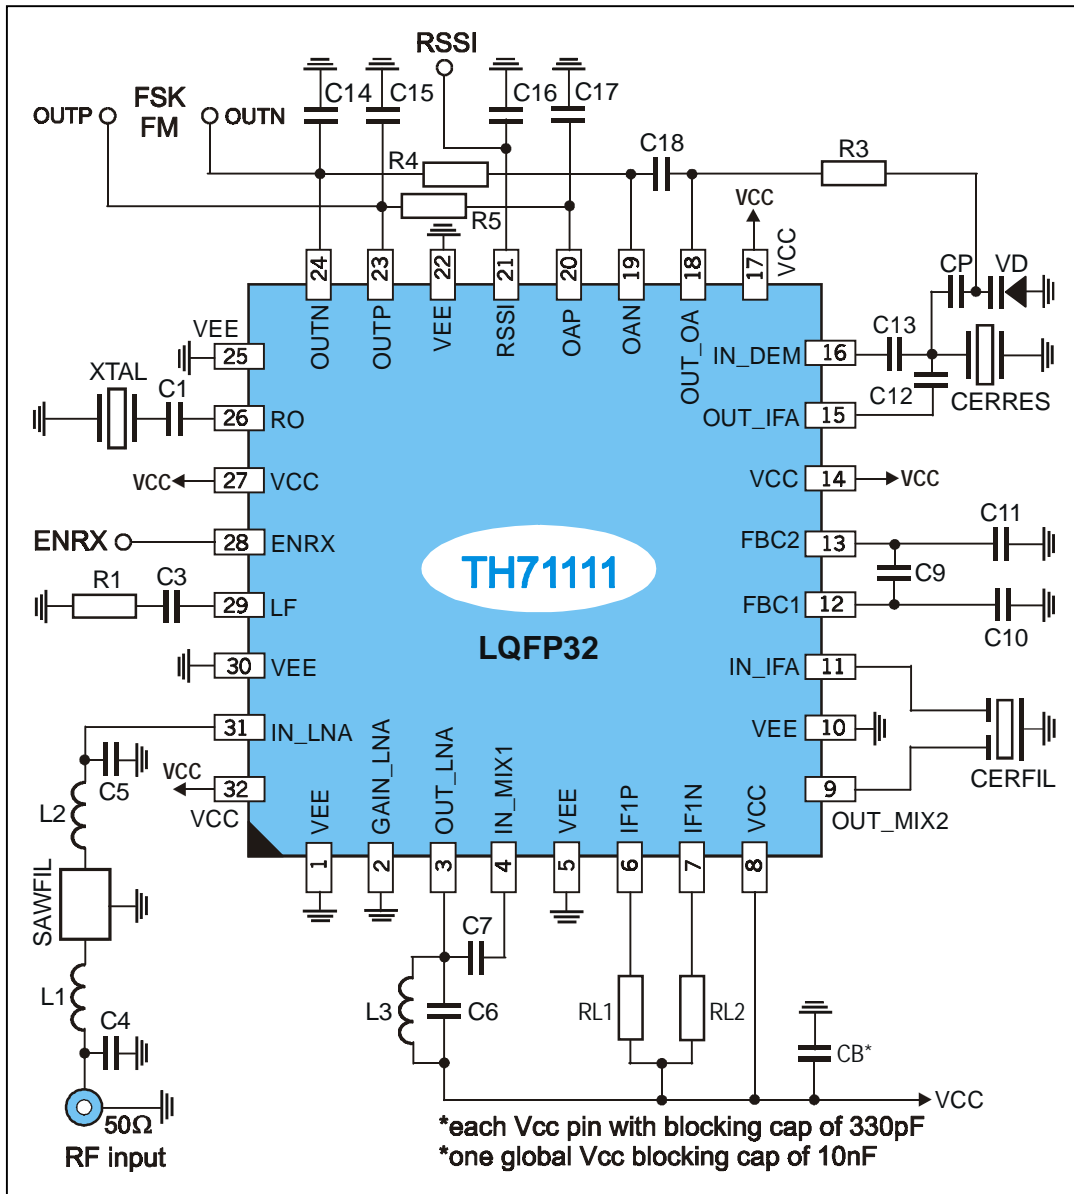 RSSI
C14
C15
C16
C17
FSK
FM
OUTP
OUTN
C18
R3
R4
R5
VCC
VCC
24
23
22
21
20
19
18
17
OUTN
OUTP
VEE
RSSI
OAP
OAN
OUT_OA
CP
VD
VEE
25
C13
IN_DEM
16
XTAL
C1
C12
CERRES
26
RO
OUT_IFA
15
VCC
27
VCC
VCC
14
VCC
C11
ENRX
28
ENRX
FBC2
13
TH71111
C9
R1
C3
29
LF
FBC1
12
C10
LQFP32
30
VEE
IN_IFA
11
31
IN_LNA
VEE
10
C5
VCC
32
VCC
L2
CERFIL
9
OUT_MIX2
VEE
GAIN_LNA
OUT_LNA
IN_MIX1
VEE
IF1P
IF1N
VCC
1
2
3
4
5
6
7
8
SAWFIL
C7
L1
L3
C6
RL1
RL2
C4
CB*
VCC
50Ω
RF input
*each Vcc pin with blocking cap of 330pF
*one global Vcc blocking cap of 10nF